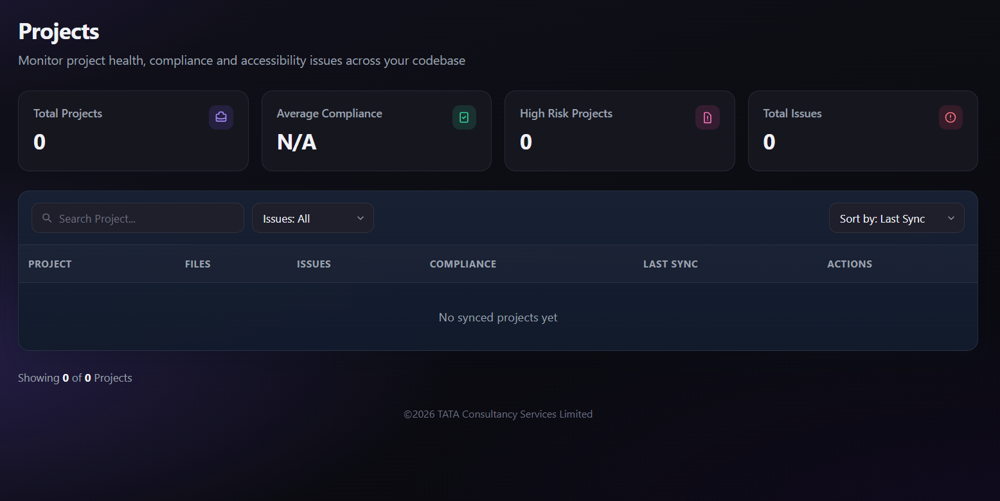 Projects
Monitor project health, compliance and accessibility issues across your codebase
Total Projects
0
Average Compliance
N/A
High Risk Projects
0
Total Issues
0
Search Project...
Issues: All
Sort by: Last Sync
PROJECT FILES ISSUES COMPLIANCE LAST SYNC ACTIONS
No synced projects yet
Showing 0 of 0 Projects
©2026 TATA Consultancy Services Limited